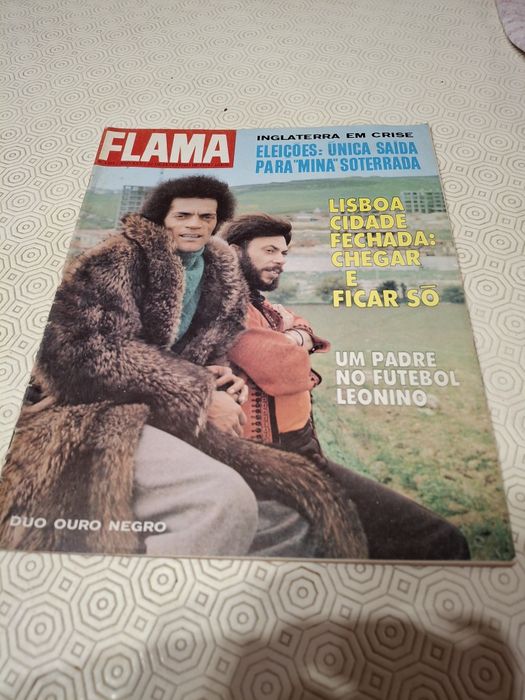 FLAMA
INGLATERRA EM CRISE
ELEIÇÕES: ÚNICA SAÍDA
PARA "MINA" SOTERRADA
LISBOA
CIDADE
FECHADA:
CHEGAR
E
FICAR SÓ
UM PADRE
NO FUTEBOL
LEONINO
DUO OURO NEGRO